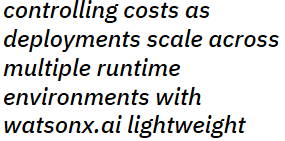 controlling costs as
deployments scale across
multiple runtime
environments with
watsonx.ai lightweight